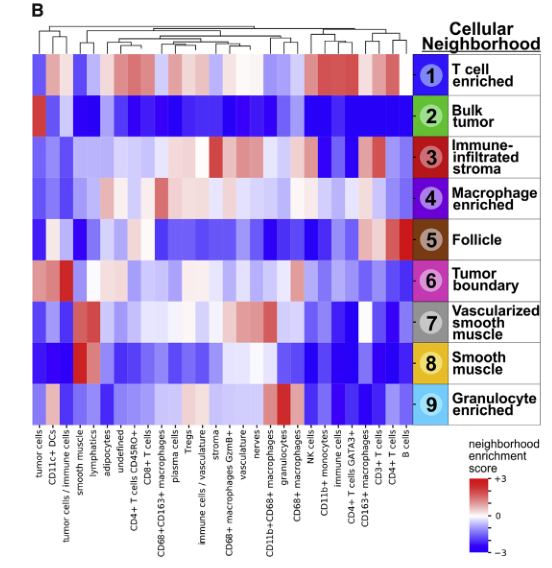 B
Cellular
Neighborhood
1 T cell
enriched
2 Bulk
tumor
3 Immune-
infiltrated
stroma
4 Macrophage
enriched
5 Follicle
6 Tumor
boundary
7 Vascularized
smooth
muscle
8 Smooth
muscle
9 Granulocyte
enriched
tumor cells
CD11c+ DCs
tumor cells / immune cells
smooth muscle
lymphatics
adipocytes
undefined
CD4+ T cells CD45RO+
CD8+ T cells
CD68+CD163+ macrophages
plasma cells
Tregs
immune cells / vasculature
stroma
CD68+ macrophages GzmB+
vasculature
nerves
CD11b+CD68+ macrophages
granulocytes
CD68+ macrophages
NK cells
CD11b+ monocytes
immune cells
CD4+ T cells GATA3+
CD163+ macrophages
CD3+ T cells
CD4+ T cells
B cells
neighborhood
enrichment
score
+3
0
−3